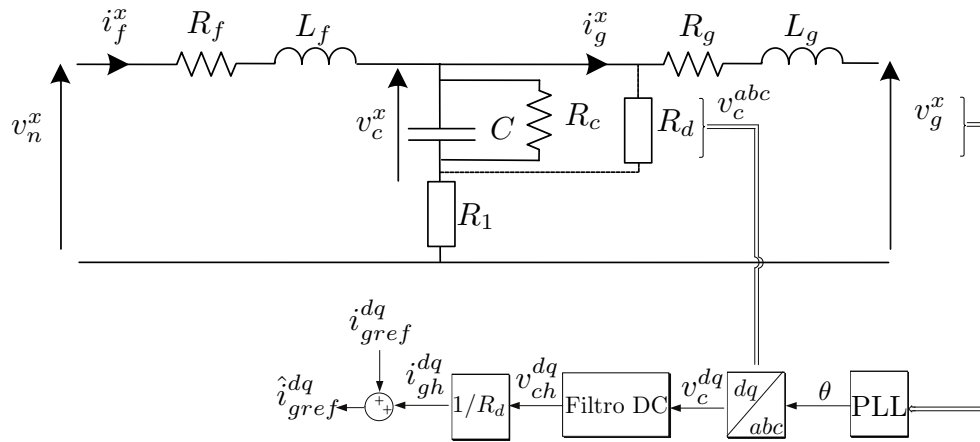 i_f^x R_f L_f i_g^x R_g L_g
v_n^x v_c^x C R_c R_d v_c^{abc} v_g^x
R_1
i_{gref}^{dq}
\hat{i}_{gref}^{dq} + + i_{gh}^{dq} 1/R_d v_{ch}^{dq} Filtro DC v_c^{dq} dq abc θ PLL